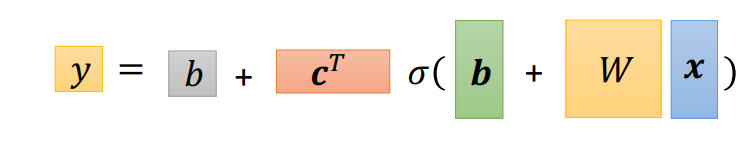 y = b + c^T σ( b + W x )